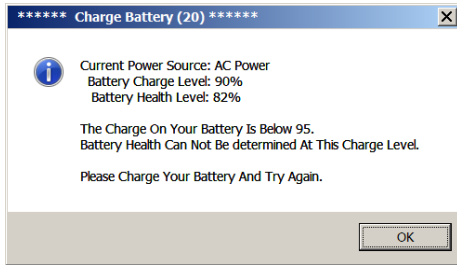 ****** Charge Battery (20) ******
Current Power Source: AC Power
Battery Charge Level: 90%
Battery Health Level: 82%
The Charge On Your Battery Is Below 95.
Battery Health Can Not Be determined At This Charge Level.
Please Charge Your Battery And Try Again.
OK